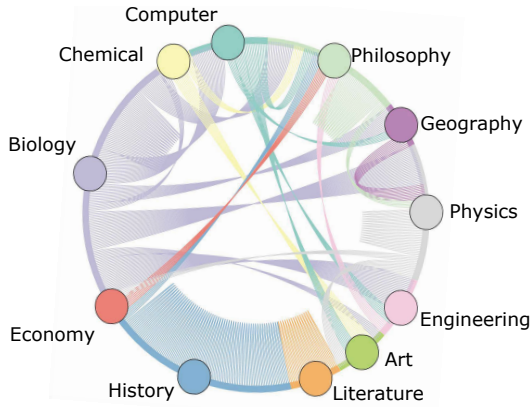 Computer
Chemical
Philosophy
Geography
Biology
Physics
Economy
Engineering
Art
History
Literature